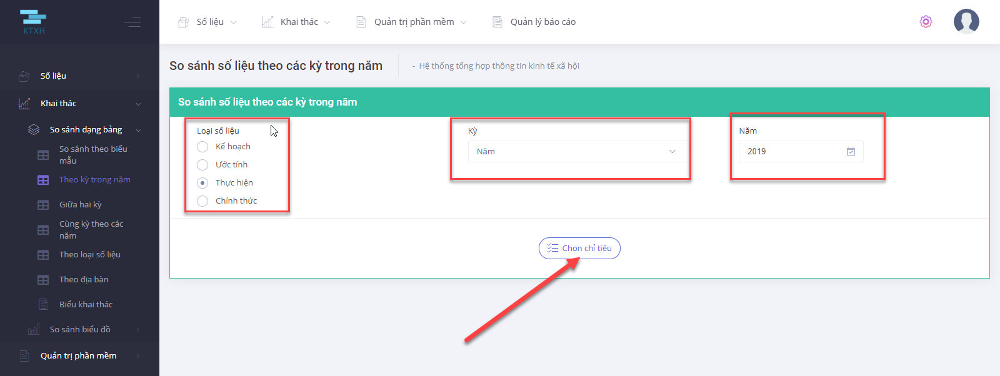 KTXH
Số liệu
Khai thác
Quản trị phần mềm
Quản lý báo cáo
Số liệu
Khai thác
So sánh dạng bảng
So sánh theo biểu
mẫu
Theo kỳ trong năm
Giữa hai kỳ
Cùng kỳ theo các
năm
Theo loại số liệu
Theo địa bàn
Biểu khai thác
So sánh biểu đồ
Quản trị phần mềm
So sánh số liệu theo các kỳ trong năm
- Hệ thống tổng hợp thông tin kinh tế xã hội
So sánh số liệu theo các kỳ trong năm
Loại số liệu
Kế hoạch
Ước tính
Thực hiện
Chính thức
Kỳ
Năm
Năm
2019
Chọn chỉ tiêu